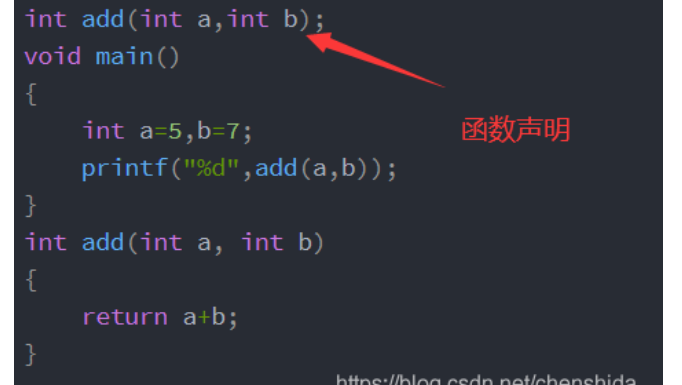 int add(int a,int b);
void main()
{
    int a=5,b=7;
函数声明
    printf("%d",add(a,b));
}
int add(int a, int b)
{
    return a+b;
}
https://blog.csdn.net/chenshida